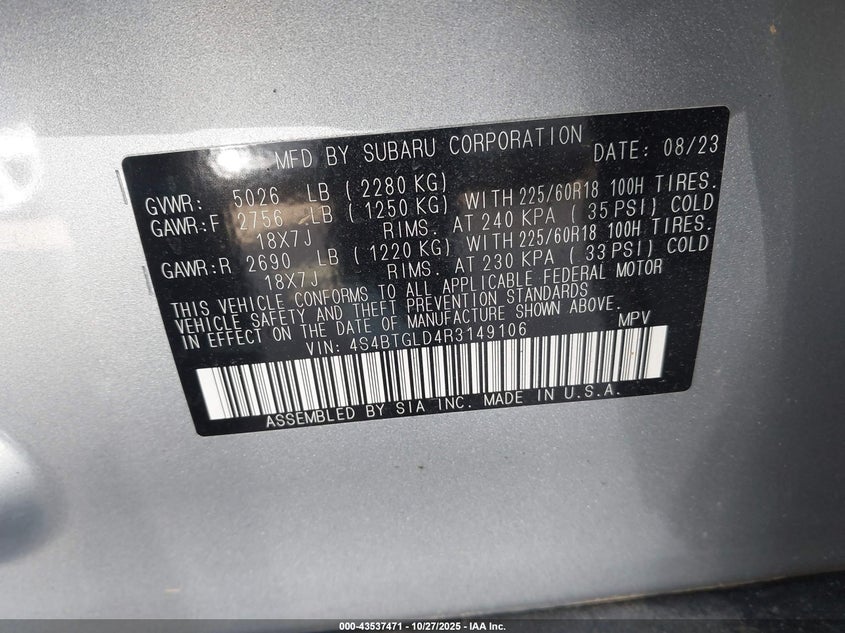 MFD BY SUBARU CORPORATION DATE: 08/23
GVWR: 5026 LB (2280 KG)
GAWR:F 2756 LB (1250 KG) WITH 225/60R18 100H TIRES.
18X7J RIMS. AT 240 KPA (35 PSI) COLD
GAWR:R 2690 LB (1220 KG) WITH 225/60R18 100H TIRES.
18X7J RIMS. AT 230 KPA (33 PSI) COLD
THIS VEHICLE CONFORMS TO ALL APPLICABLE FEDERAL MOTOR
VEHICLE SAFETY AND THEFT PREVENTION STANDARDS
IN EFFECT ON THE DATE OF MANUFACTURE SHOWN ABOVE.
VIN: 4S4BTGLD4R3149106 MPV
ASSEMBLED BY SIA INC. MADE IN U.S.A.
000-43537471 - 10/27/2025 - IAA Inc.